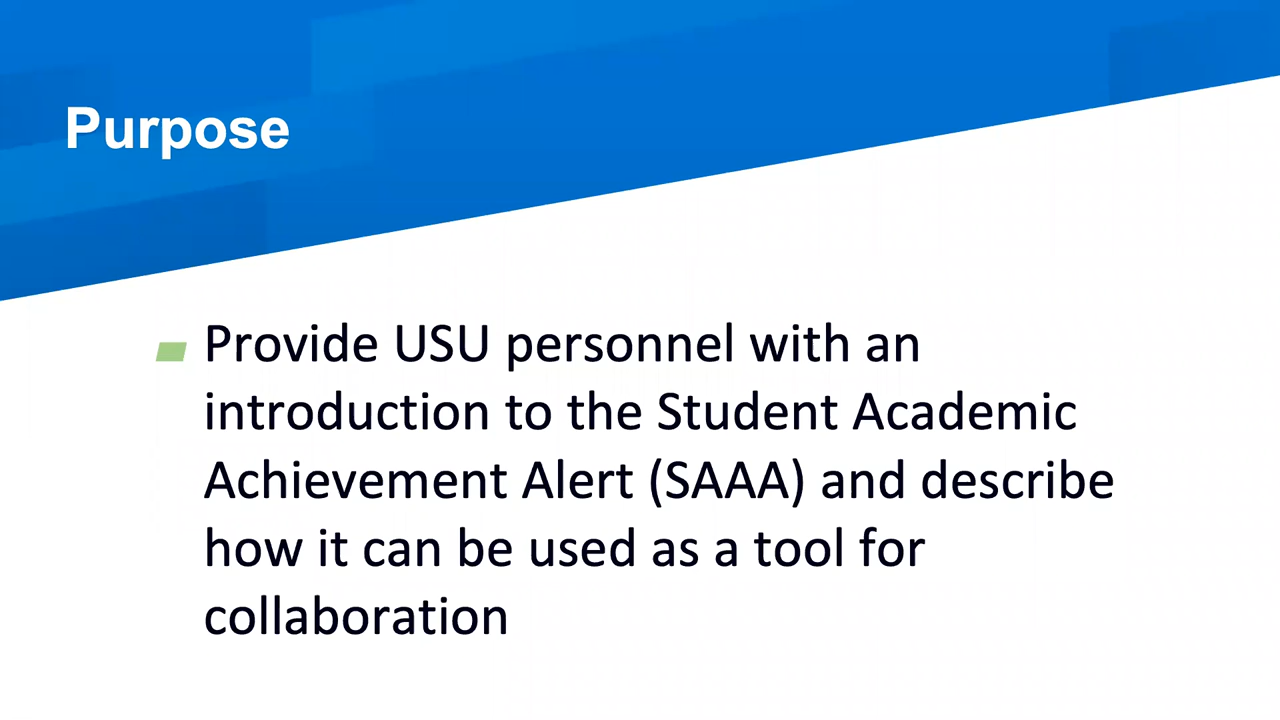 Purpose
Provide USU personnel with an
introduction to the Student Academic
Achievement Alert (SAAA) and describe
how it can be used as a tool for
collaboration